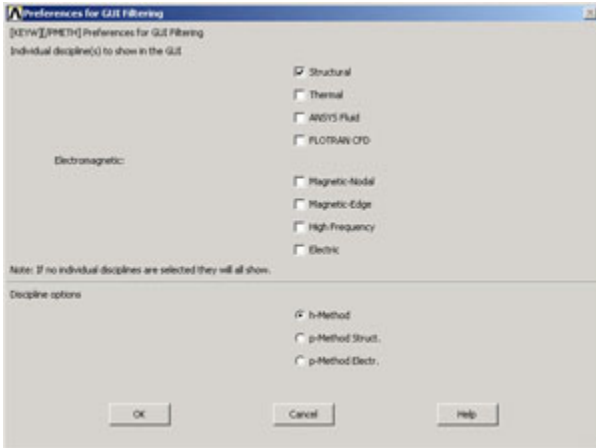 Preferences for GUI Filtering
[KEYW][/PMETH] Preferences for GUI Filtering
Individual discipline(s) to show in the GUI
Structural
Thermal
ANSYS Fluid
FLOTRAN CFD
Electromagnetic:
Magnetic-Nodal
Magnetic-Edge
High Frequency
Electric
Note: If no individual disciplines are selected they will all show.
Discipline options
h-Method
p-Method Struct.
p-Method Electr.
OK Cancel Help